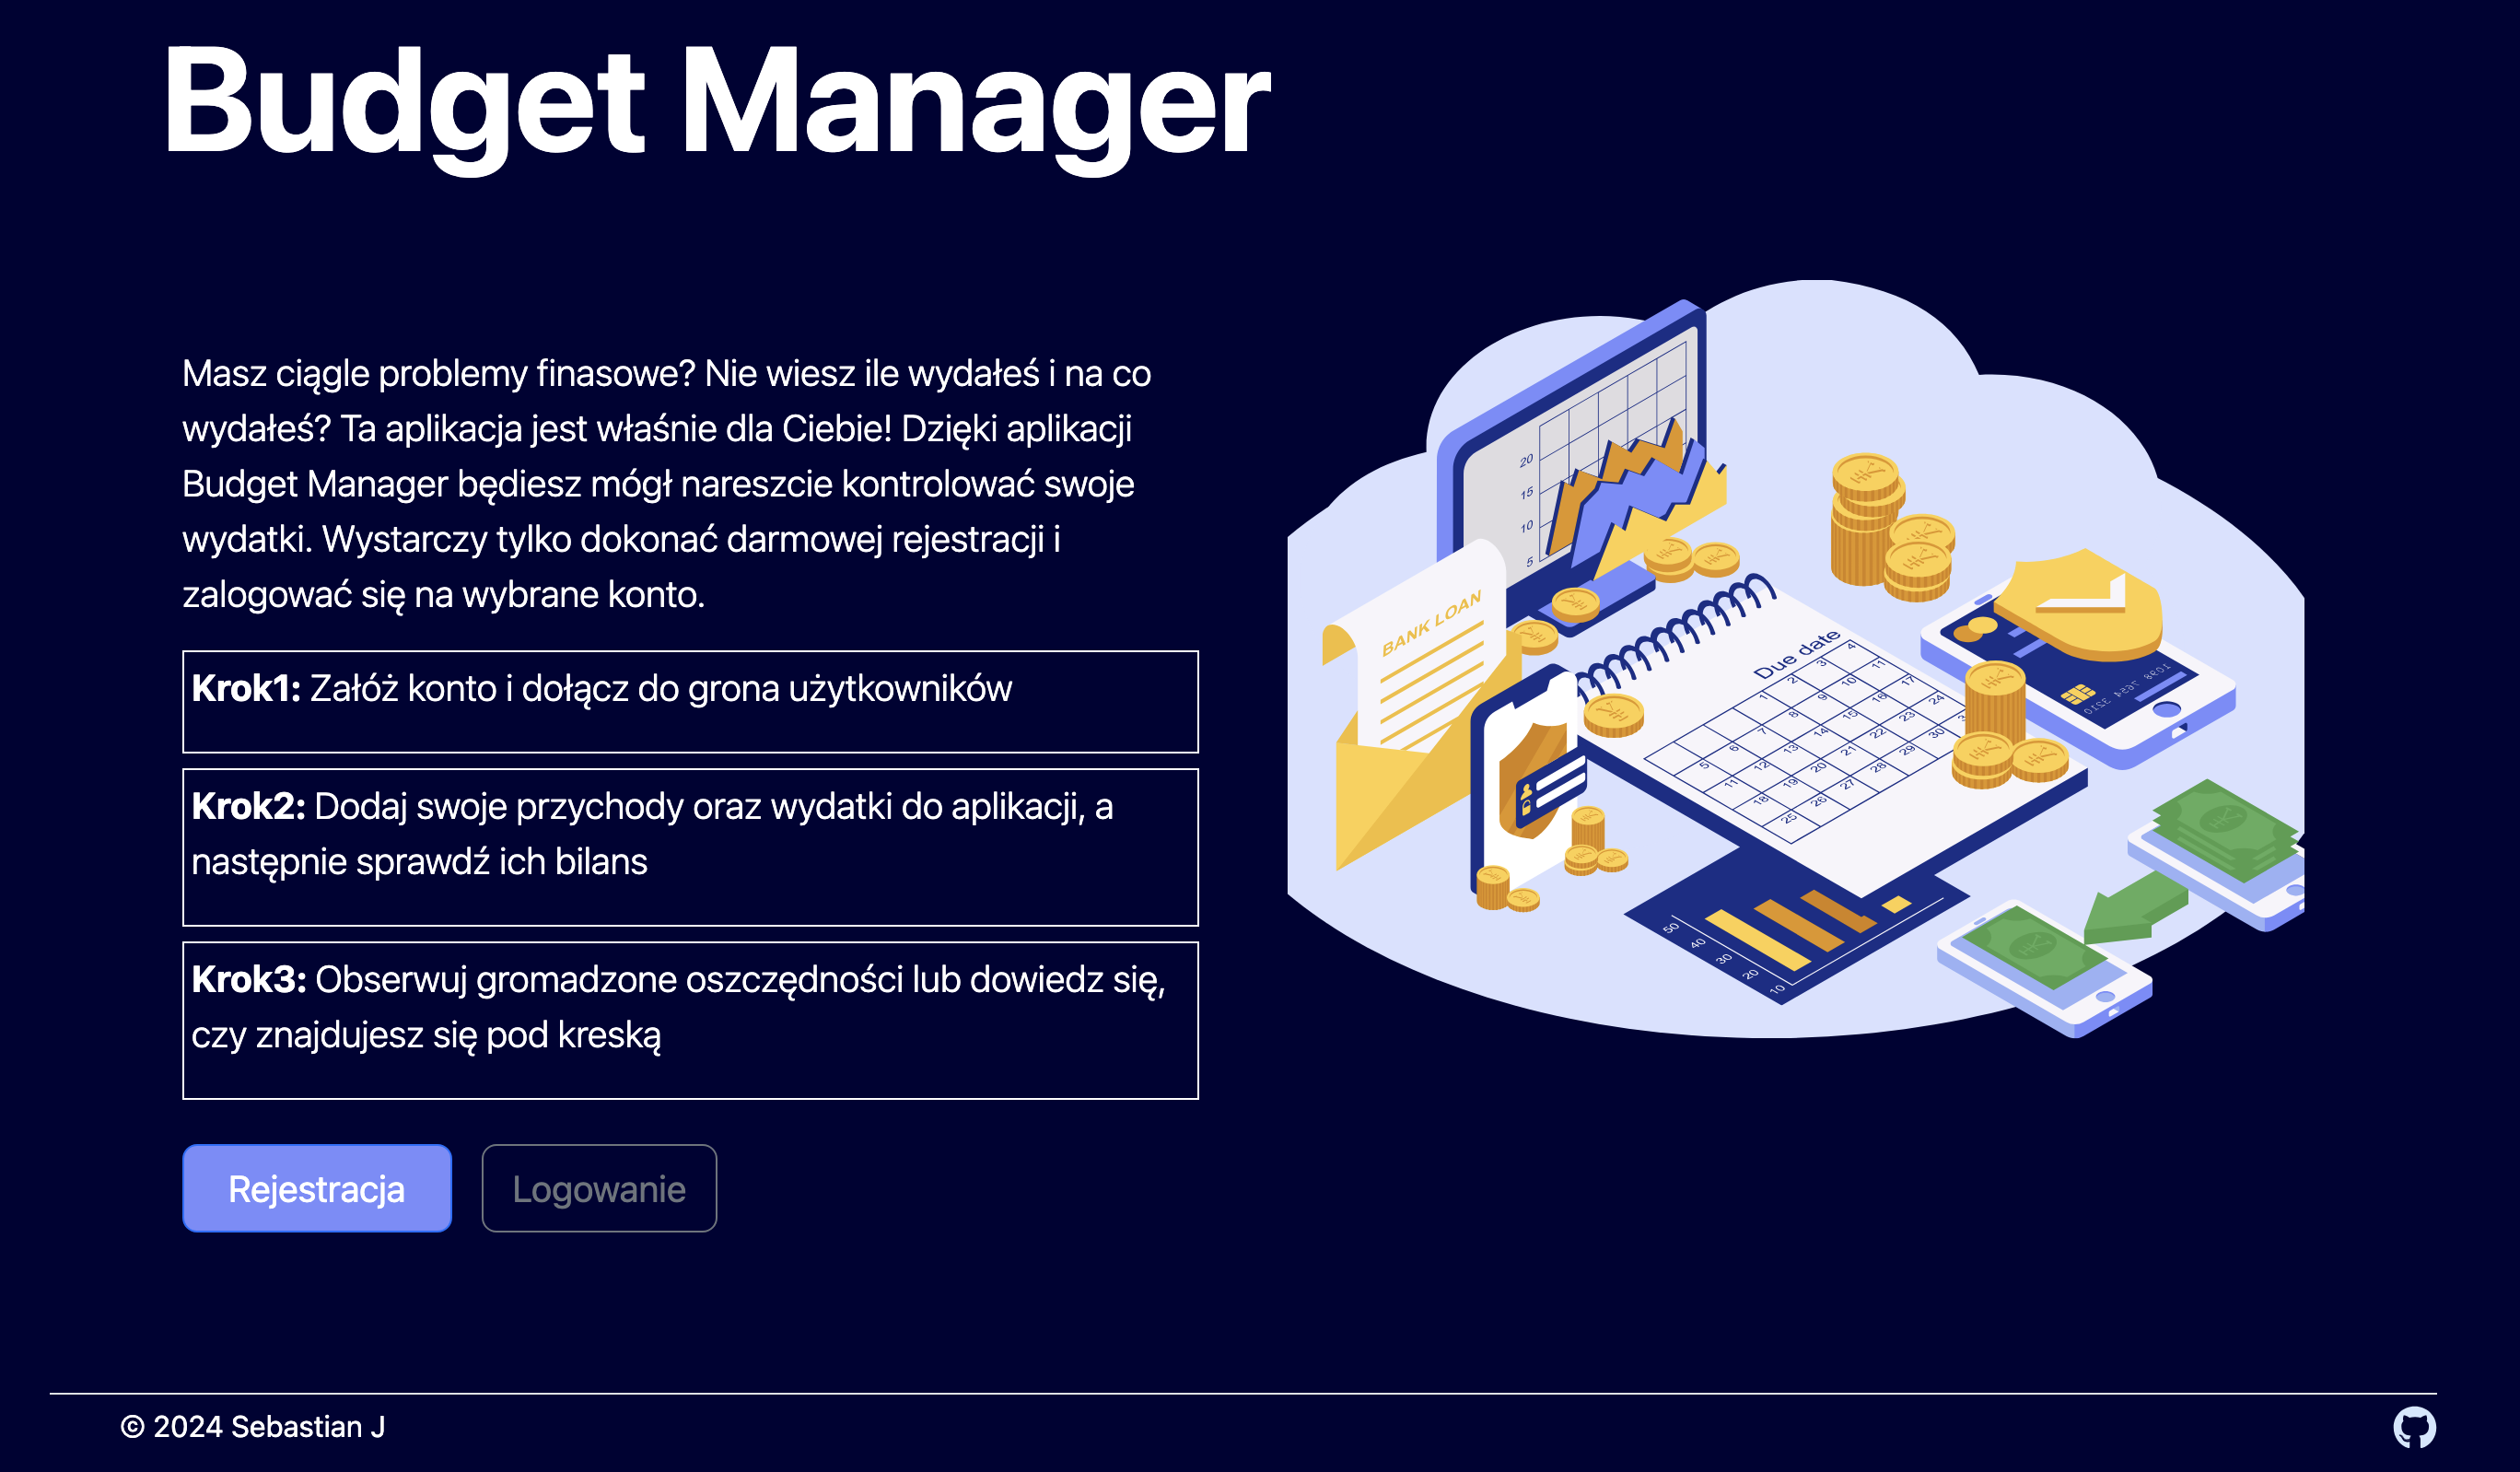 Budget Manager
Masz ciągle problemy finasowe? Nie wiesz ile wydałeś i na co
wydałeś? Ta aplikacja jest właśnie dla Ciebie! Dzięki aplikacji
Budget Manager będiesz mógł nareszcie kontrolować swoje
wydatki. Wystarczy tylko dokonać darmowej rejestracji i
zalogować się na wybrane konto.
Krok1: Załóż konto i dołącz do grona użytkowników
Krok2: Dodaj swoje przychody oraz wydatki do aplikacji, a
następnie sprawdź ich bilans
Krok3: Obserwuj gromadzone oszczędności lub dowiedz się,
czy znajdujesz się pod kreską
Rejestracja
Logowanie
20
15
10
5
BANK LOAN
Due date
1 2 3 4
6 7 8 9 10 11
5 12 13 14 15 16 17
11 18 19 20 21 22 23 24
25 26 27 28 29 30
50
40
30
20
10
© 2024 Sebastian J